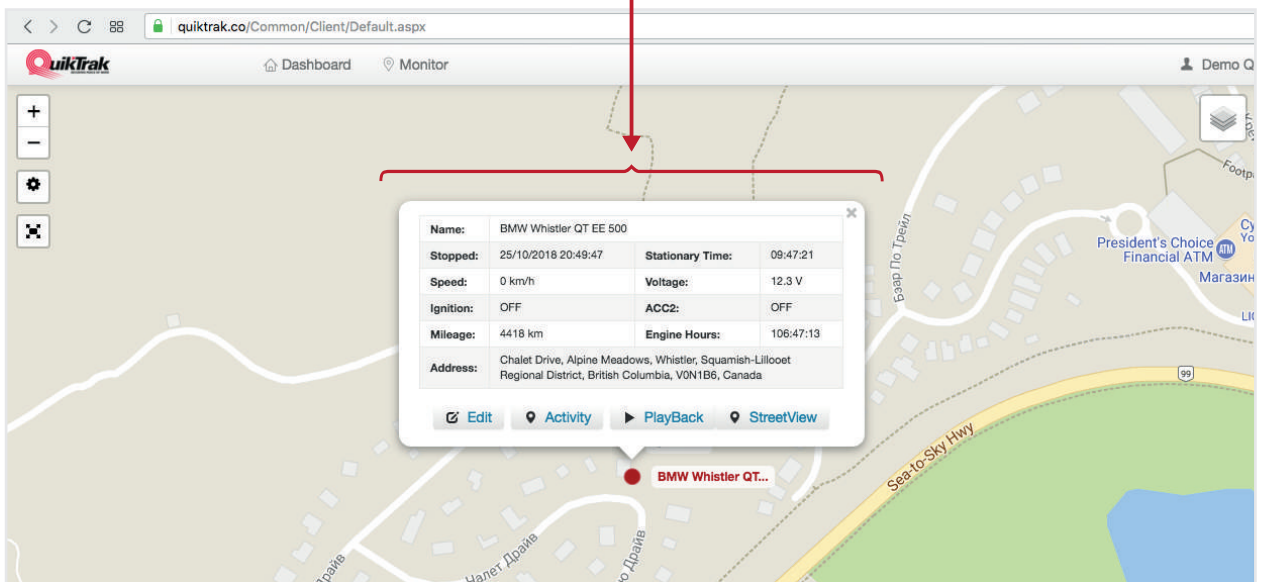 quiktrak.co/Common/Client/Default.aspx
QuikTrak
Dashboard
Monitor
Demo Q
+
−
Footp
Name: BMW Whistler QT EE 500
Stopped: 25/10/2018 20:49:47 Stationary Time: 09:47:21
Speed: 0 km/h Voltage: 12.3 V
Ignition: OFF ACC2: OFF
Mileage: 4418 km Engine Hours: 106:47:13
Address: Chalet Drive, Alpine Meadows, Whistler, Squamish-Lillooet
Regional District, British Columbia, V0N1B6, Canada
Edit Activity PlayBack StreetView
BMW Whistler QT...
Бзар По Трейл
President's Choice
Financial ATM
ATM
Магазин
99
Sea-to-Sky Hwy
Чалет Драйв
Драйв